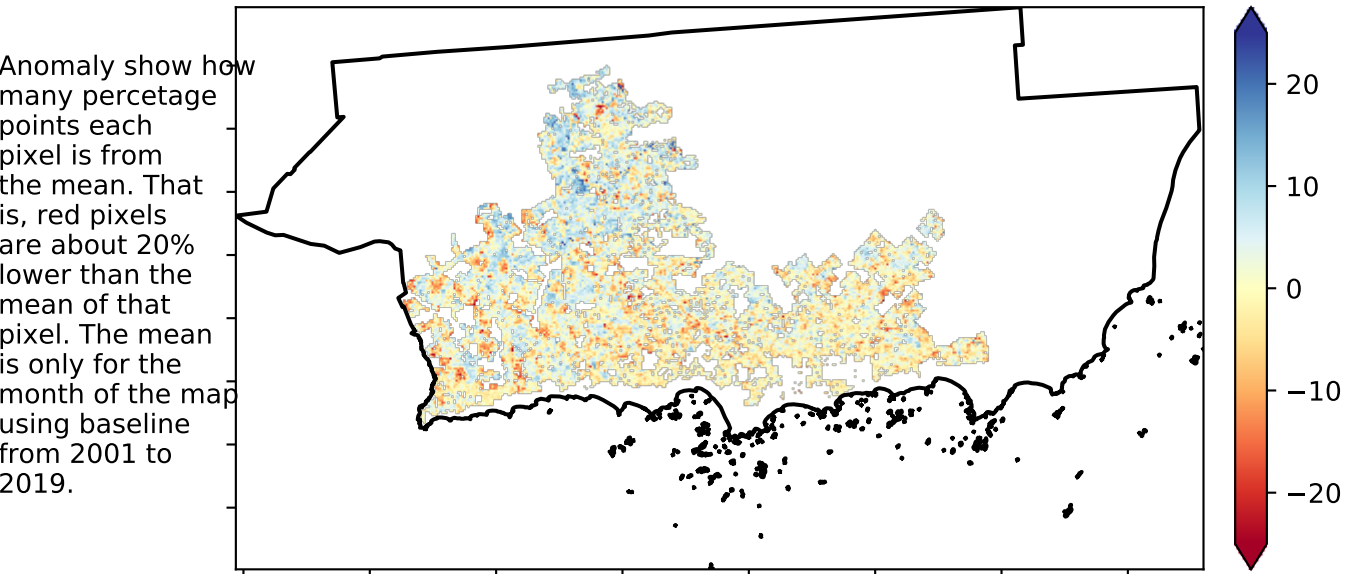 Anomaly show how
many percetage
points each
pixel is from
the mean. That
is, red pixels
are about 20%
lower than the
mean of that
pixel. The mean
is only for the
month of the map
using baseline
from 2001 to
2019.
20
10
0
−10
−20